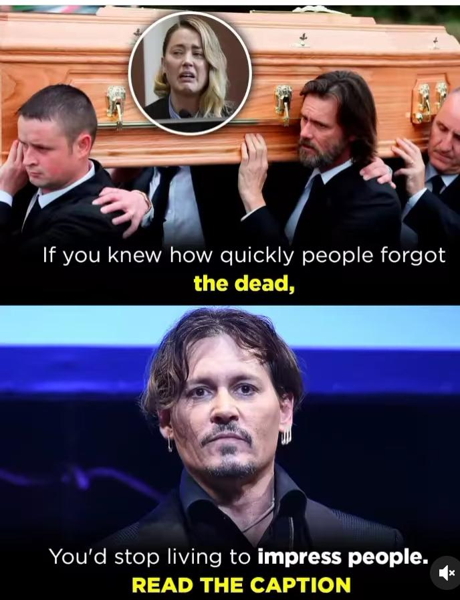 If you knew how quickly people forgot
the dead,
You'd stop living to impress people.
READ THE CAPTION